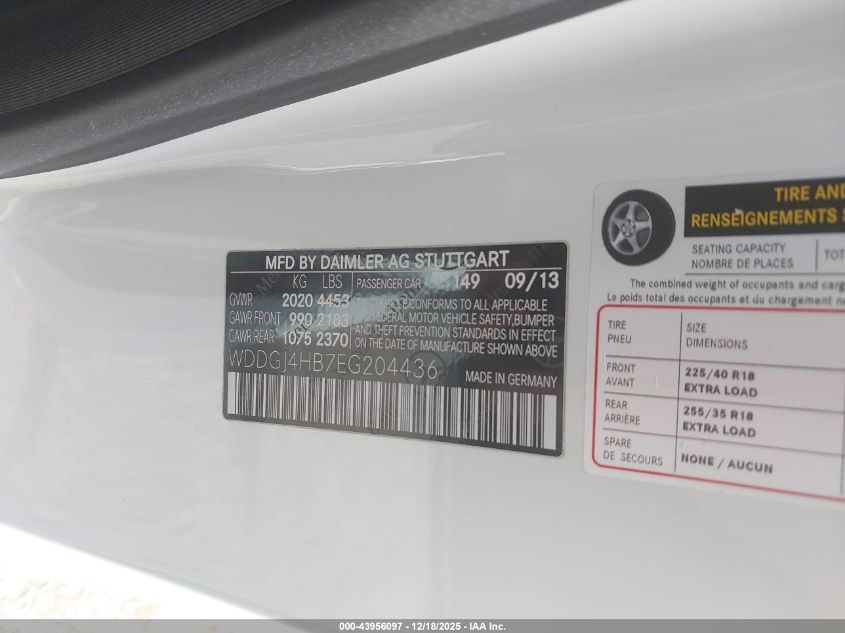 MFD BY DAIMLER AG STUTTGART
KG LBS PASSENGER CAR 149 09/13
GVWR 2020 4453
GAWR FRONT 990 2183
GAWR REAR 1075 2370
VEHICLE CONFORMS TO ALL APPLICABLE
FEDERAL MOTOR VEHICLE SAFETY, BUMPER
AND THEFT PREVENTION STANDARDS IN EFFECT
ON DATE OF MANUFACTURE SHOWN ABOVE
WDDGJ4HB7EG204436
MADE IN GERMANY
TIRE AND
RENSEIGNEMENTS S
SEATING CAPACITY
NOMBRE DE PLACES
TOT
The combined weight of occupants and carg
Le poids total des occupants et du charge
TIRE
PNEU
SIZE
DIMENSIONS
FRONT
AVANT
225/40 R18
EXTRA LOAD
REAR
ARRIÈRE
255/35 R18
EXTRA LOAD
SPARE
DE SECOURS
NONE / AUCUN
000-43956097 - 12/18/2025 - IAA Inc.